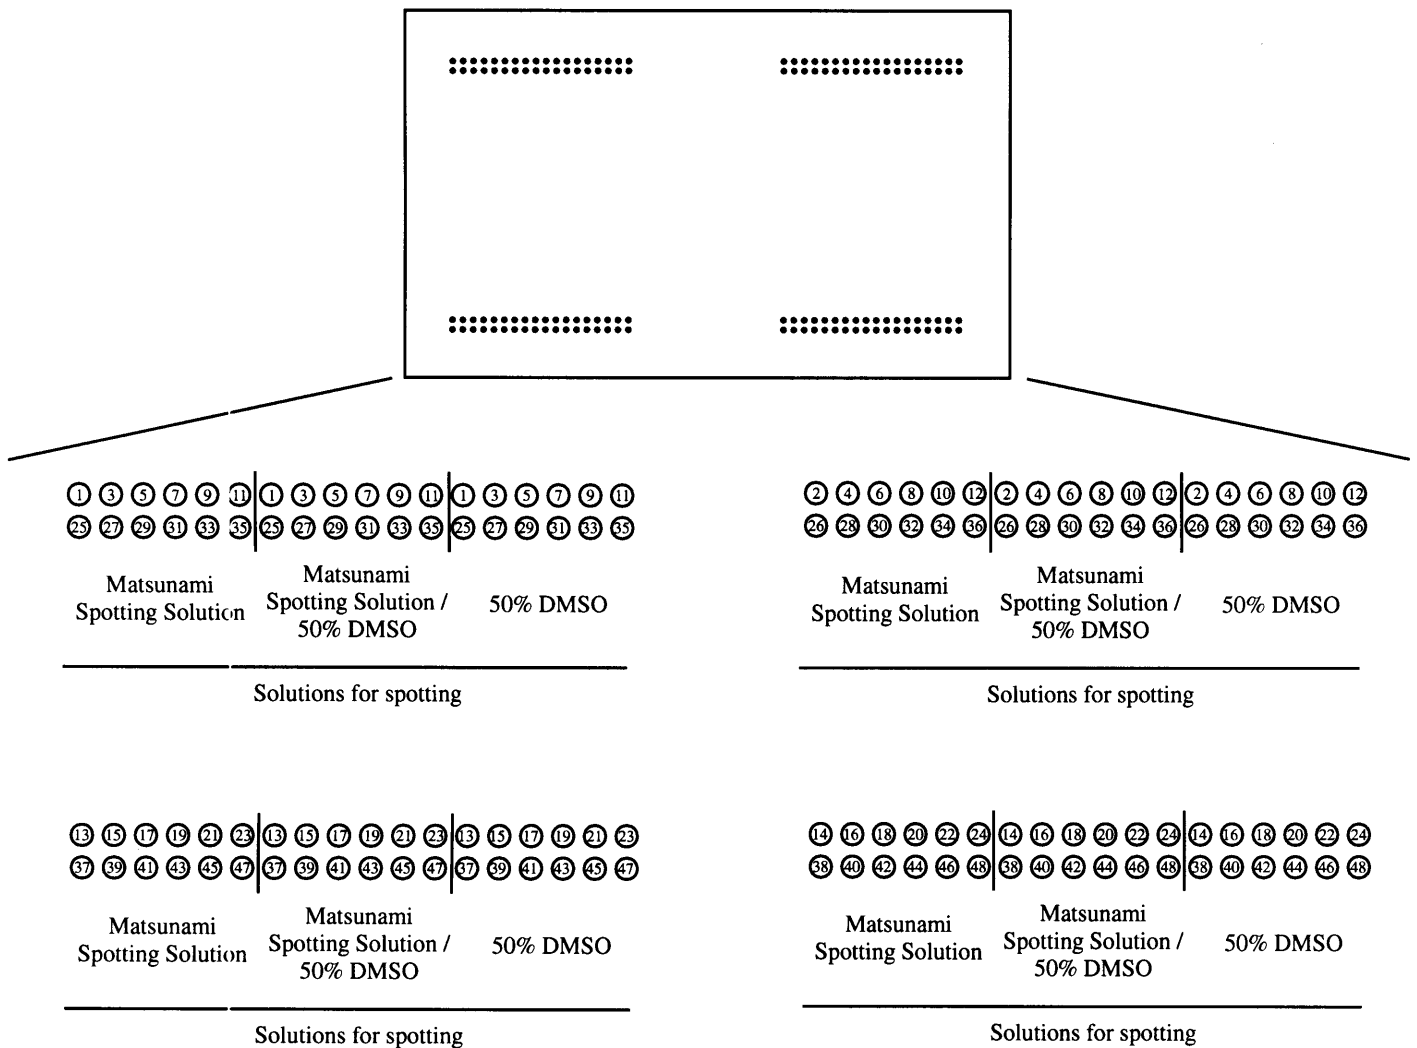 1 3 5 7 9 11 1 3 5 7 9 11 1 3 5 7 9 11
25 27 29 31 33 35 25 27 29 31 33 35 25 27 29 31 33 35
Matsunami
Spotting Solution
Matsunami
Spotting Solution /
50% DMSO
50% DMSO
Solutions for spotting
2 4 6 8 10 12 2 4 6 8 10 12 2 4 6 8 10 12
26 28 30 32 34 36 26 28 30 32 34 36 26 28 30 32 34 36
Matsunami
Spotting Solution
Matsunami
Spotting Solution /
50% DMSO
50% DMSO
Solutions for spotting
13 15 17 19 21 23 13 15 17 19 21 23 13 15 17 19 21 23
37 39 41 43 45 47 37 39 41 43 45 47 37 39 41 43 45 47
Matsunami
Spotting Solution
Matsunami
Spotting Solution /
50% DMSO
50% DMSO
Solutions for spotting
14 16 18 20 22 24 14 16 18 20 22 24 14 16 18 20 22 24
38 40 42 44 46 48 38 40 42 44 46 48 38 40 42 44 46 48
Matsunami
Spotting Solution
Matsunami
Spotting Solution /
50% DMSO
50% DMSO
Solutions for spotting